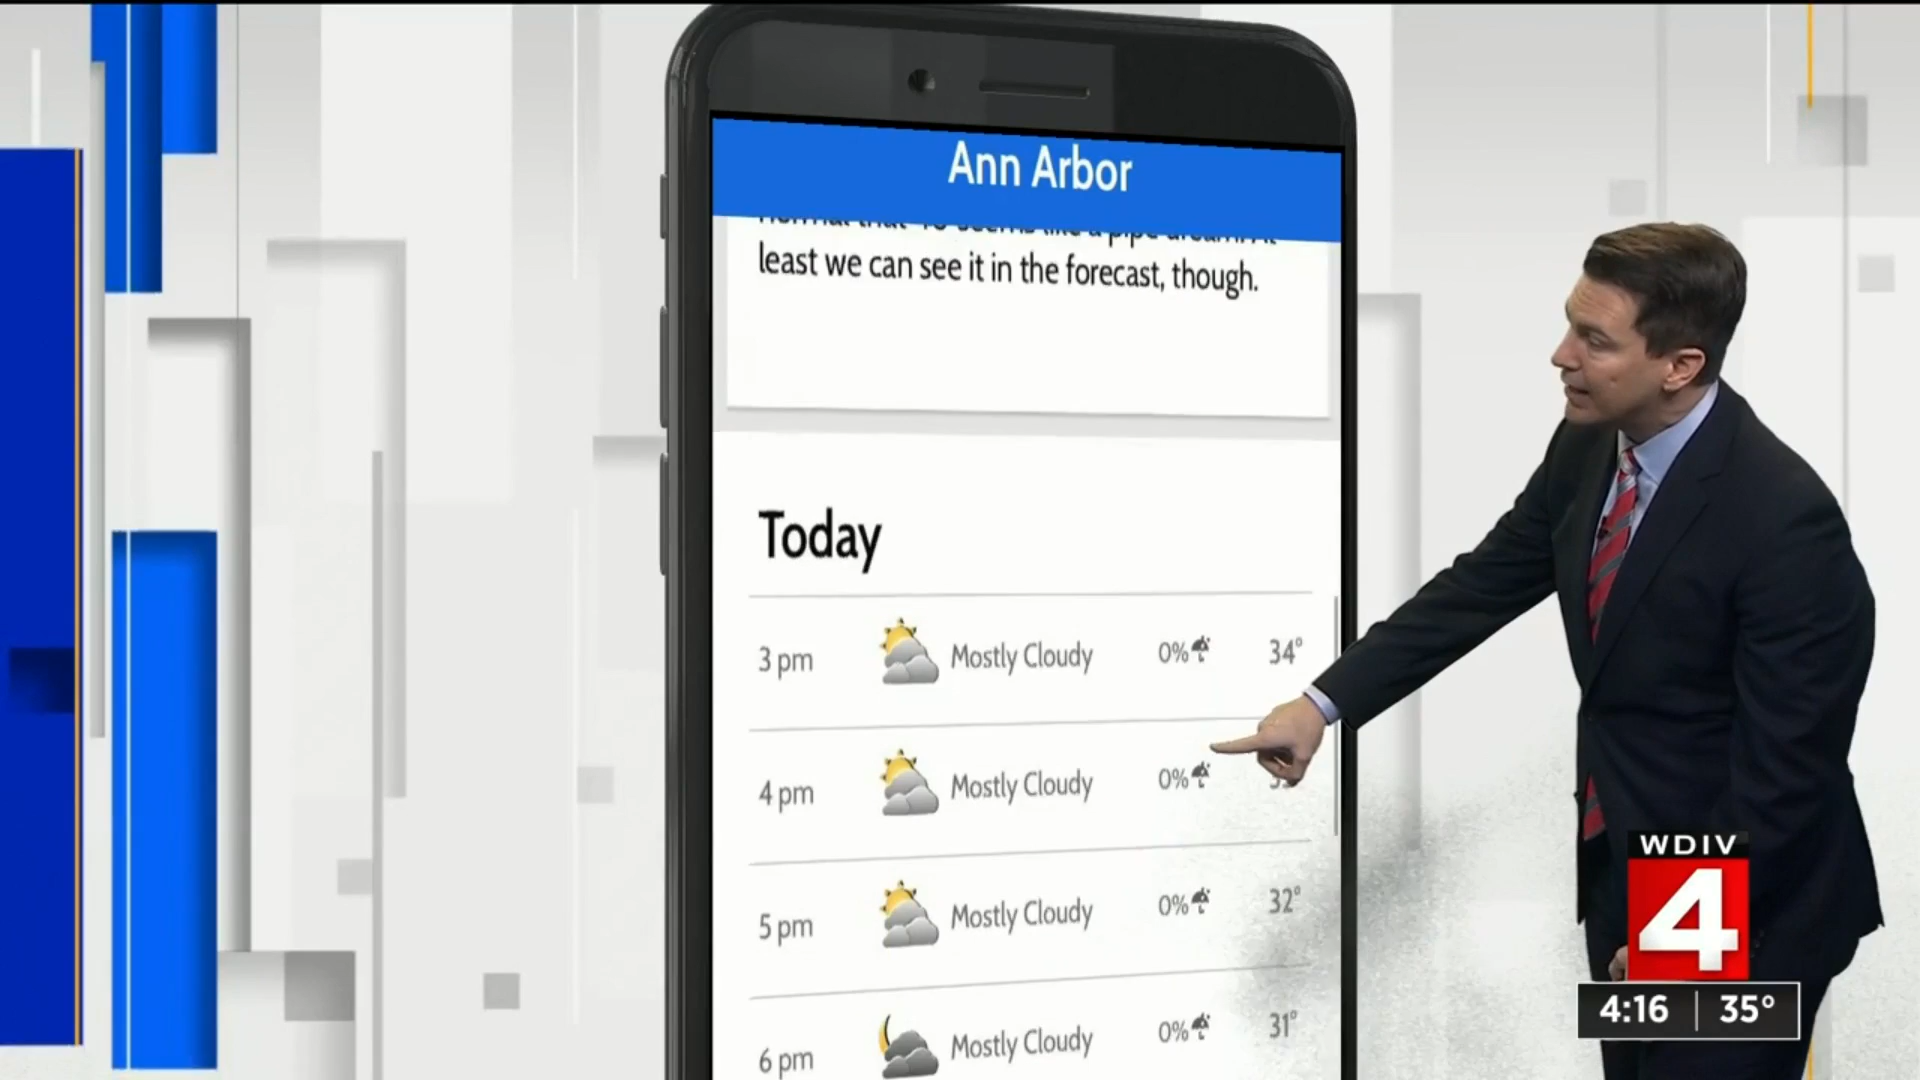 Ann Arbor
least we can see it in the forecast, though.
Today
3 pm Mostly Cloudy 0% 34°
4 pm Mostly Cloudy 0%
5 pm Mostly Cloudy 0% 32°
6 pm Mostly Cloudy 0% 31°
WDIV
4
4:16 35°